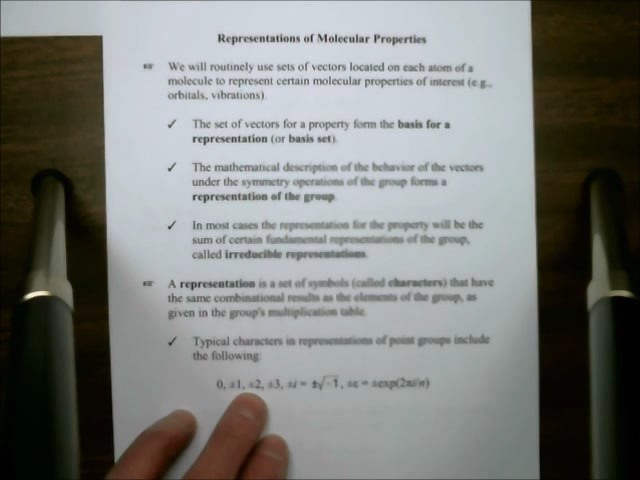 Representations of Molecular Properties
☞ We will routinely use sets of vectors located on each atom of a
molecule to represent certain molecular properties of interest (e.g.,
orbitals, vibrations).
✓ The set of vectors for a property form the basis for a
representation (or basis set).
✓ The mathematical description of the behavior of the vectors
under the symmetry operations of the group forms a
representation of the group.
✓ In most cases the representation for the property will be the
sum of certain fundamental representations of the group,
called irreducible representations.
☞ A representation is a set of symbols (called characters) that have
the same combinational results as the elements of the group, as
given in the group's multiplication table.
✓ Typical characters in representations of point groups include
the following:
0, ±1, ±2, ±3, ±i = ±√-1, ±ε = ±exp(2πi/n)